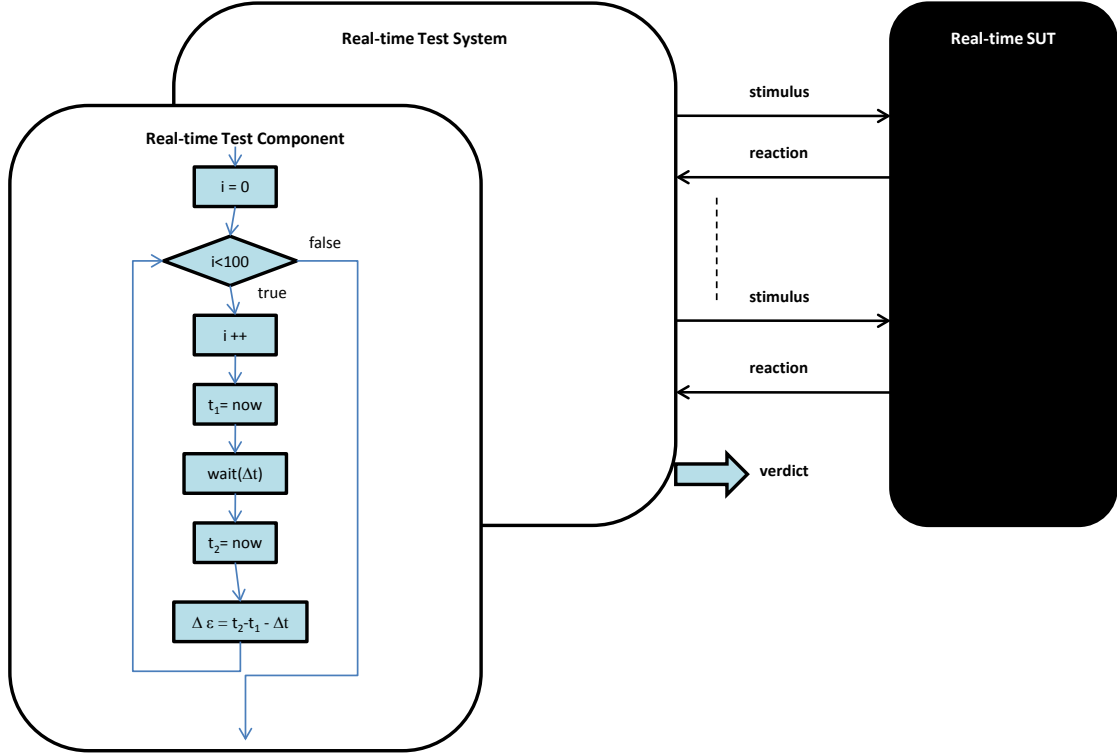 Real-time Test System
Real-time SUT
stimulus
reaction
stimulus
reaction
verdict
Real-time Test Component
i = 0
i<100
false
true
i ++
t₁= now
wait(Δt)
t₂= now
Δ ε = t₂-t₁ - Δt